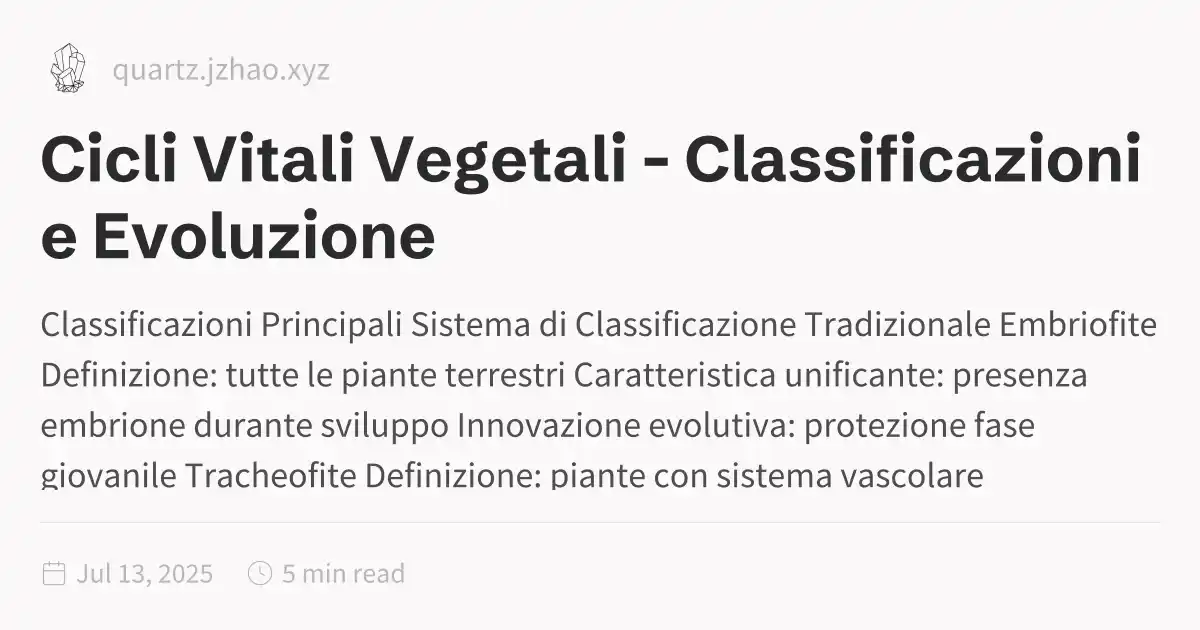 quartz.jzhao.xyz
Cicli Vitali Vegetali - Classificazioni
e Evoluzione
Classificazioni Principali Sistema di Classificazione Tradizionale Embriofite
Definizione: tutte le piante terrestri Caratteristica unificante: presenza
embrione durante sviluppo Innovazione evolutiva: protezione fase
giovanile Tracheofite Definizione: piante con sistema vascolare
Jul 13, 2025 5 min read